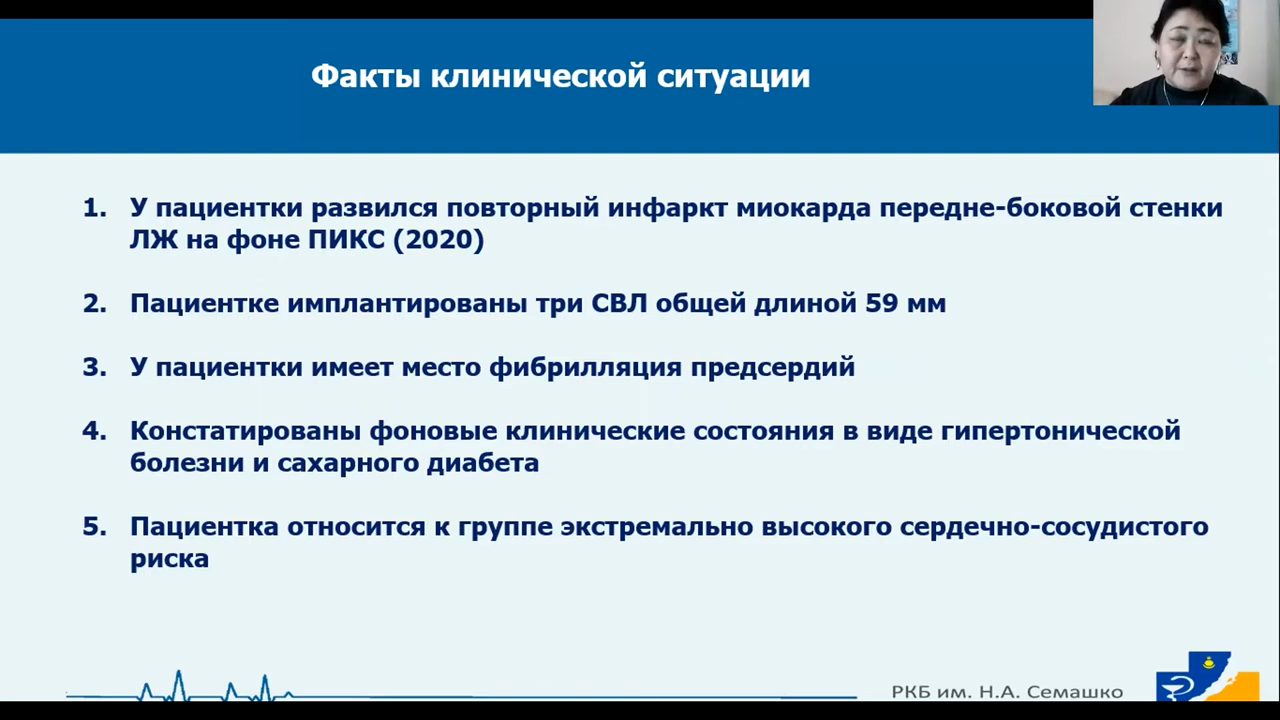 Факты клинической ситуации
1. У пациентки развился повторный инфаркт миокарда передне-боковой стенки
ЛЖ на фоне ПИКС (2020)
2. Пациентке имплантированы три СВЛ общей длиной 59 мм
3. У пациентки имеет место фибрилляция предсердий
4. Констатированы фоновые клинические состояния в виде гипертонической
болезни и сахарного диабета
5. Пациентка относится к группе экстремально высокого сердечно-сосудистого
риска
РКБ им. Н.А. Семашко